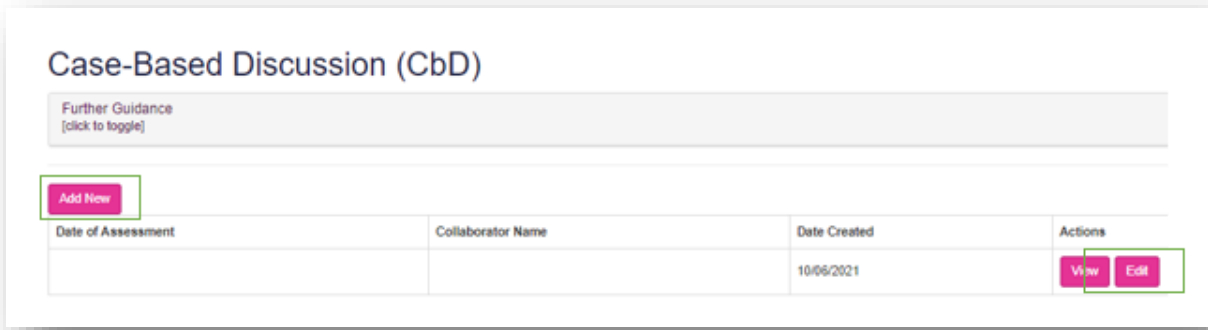 Case-Based Discussion (CbD)
Further Guidance
[click to toggle]
Add New
Date of Assessment Collaborator Name Date Created Actions
10/06/2021 View Edit